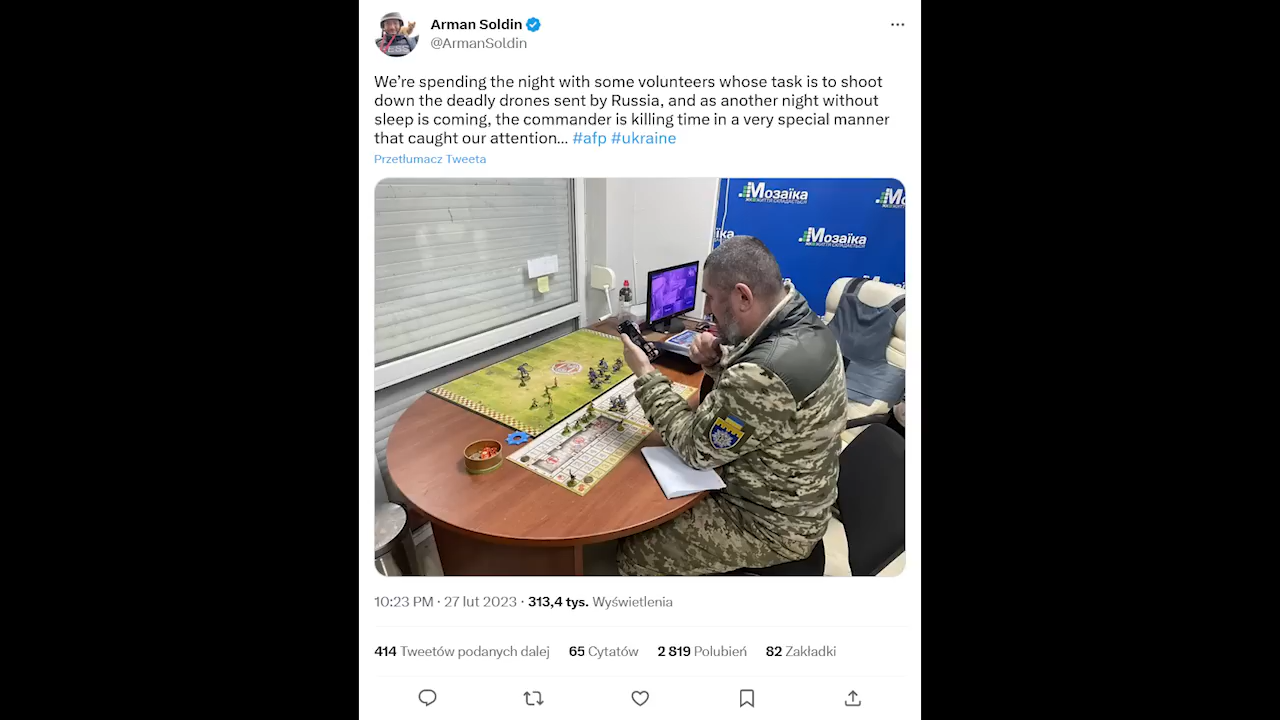 Arman Soldin
@ArmanSoldin
We're spending the night with some volunteers whose task is to shoot
down the deadly drones sent by Russia, and as another night without
sleep is coming, the commander is killing time in a very special manner
that caught our attention... #afp #ukraine
Przetłumacz Tweeta
Мозаїка
Мозаїка
10:23 PM · 27 lut 2023 · 313,4 tys. Wyświetlenia
414 Tweetów podanych dalej 65 Cytatów 2 819 Polubień 82 Zakładki